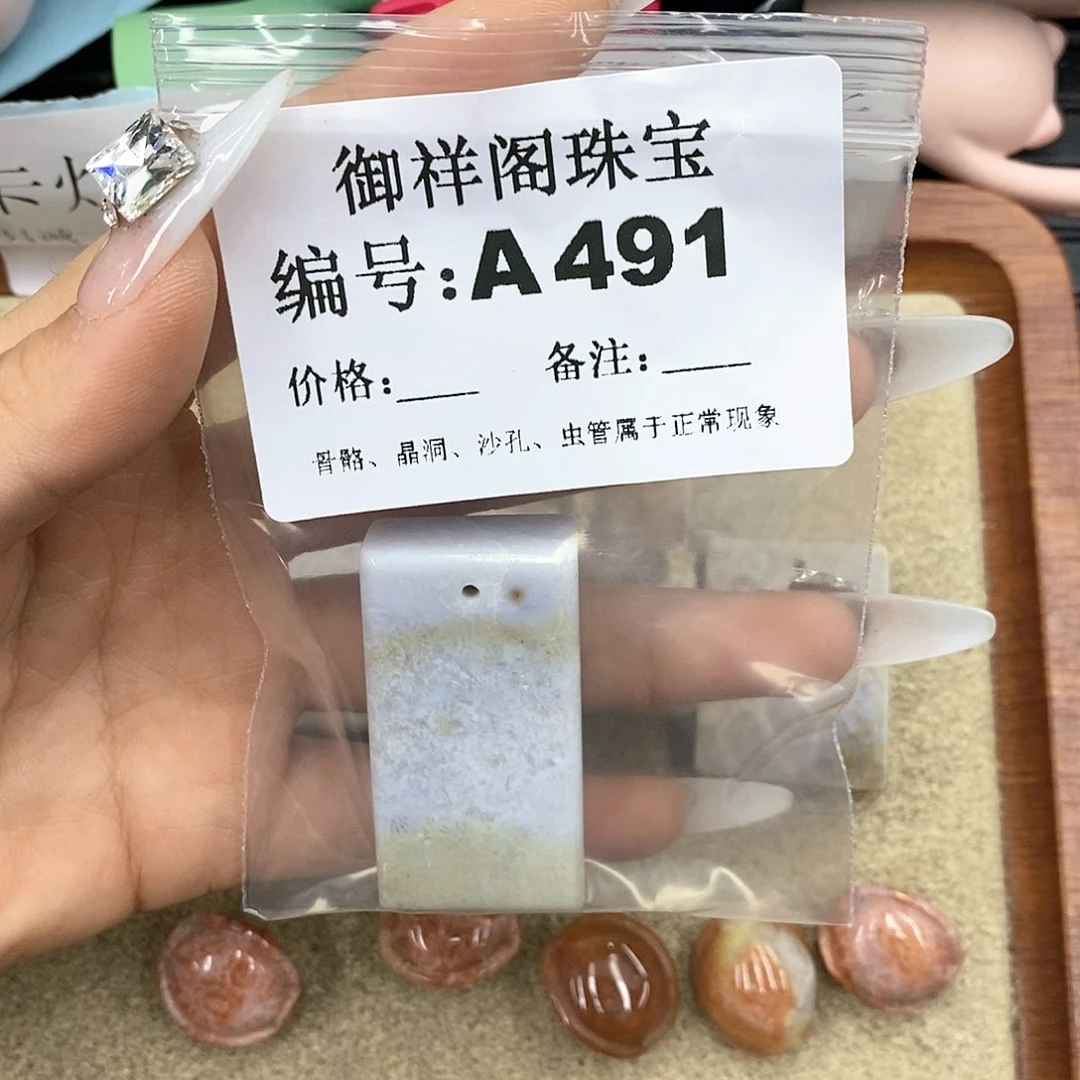 御祥阁珠宝
编号:A491
价格:___ 备注:____
骨骼、晶洞、沙孔、虫管属于正常现象